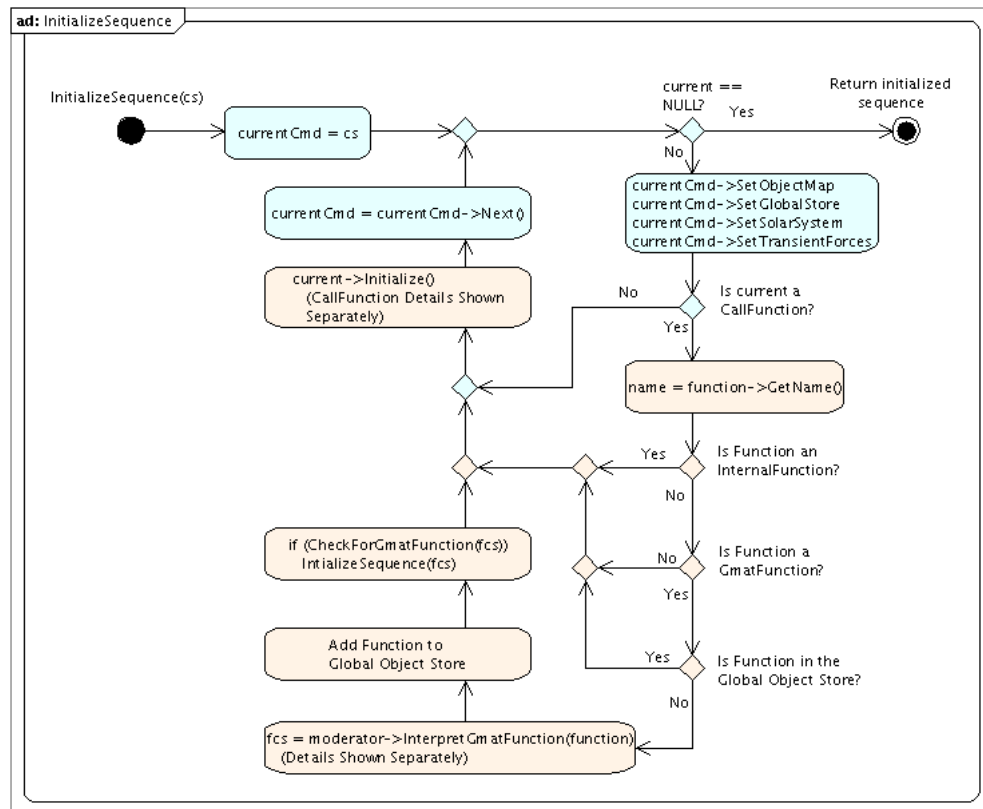 ad: InitializeSequence
InitializeSequence(cs)
currentCmd = cs
current ==
NULL?
Yes
Return initialized
sequence
No
currentCmd->SetObjectMap
currentCmd->SetGlobalStore
currentCmd->SetSolarSystem
currentCmd->SetTransientForces
currentCmd = currentCmd->Next()
current->Initialize()
(CallFunction Details Shown
Separately)
No
Is current a
CallFunction?
Yes
name = function->GetName()
Yes
Is Function an
InternalFunction?
No
if (CheckForGmatFunction(fcs))
IntializeSequence(fcs)
No
Is Function a
GmatFunction?
Yes
Add Function to
Global Object Store
Yes
Is Function in the
Global Object Store?
No
fcs = moderator->InterpretGmatFunction(function)
(Details Shown Separately)